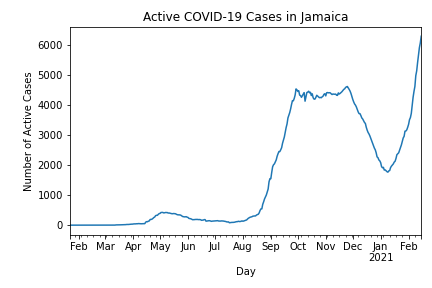 Active COVID-19 Cases in Jamaica
Number of Active Cases
6000
5000
4000
3000
2000
1000
0
Feb Mar Apr May Jun Jul Aug Sep Oct Nov Dec Jan Feb
2021
Day